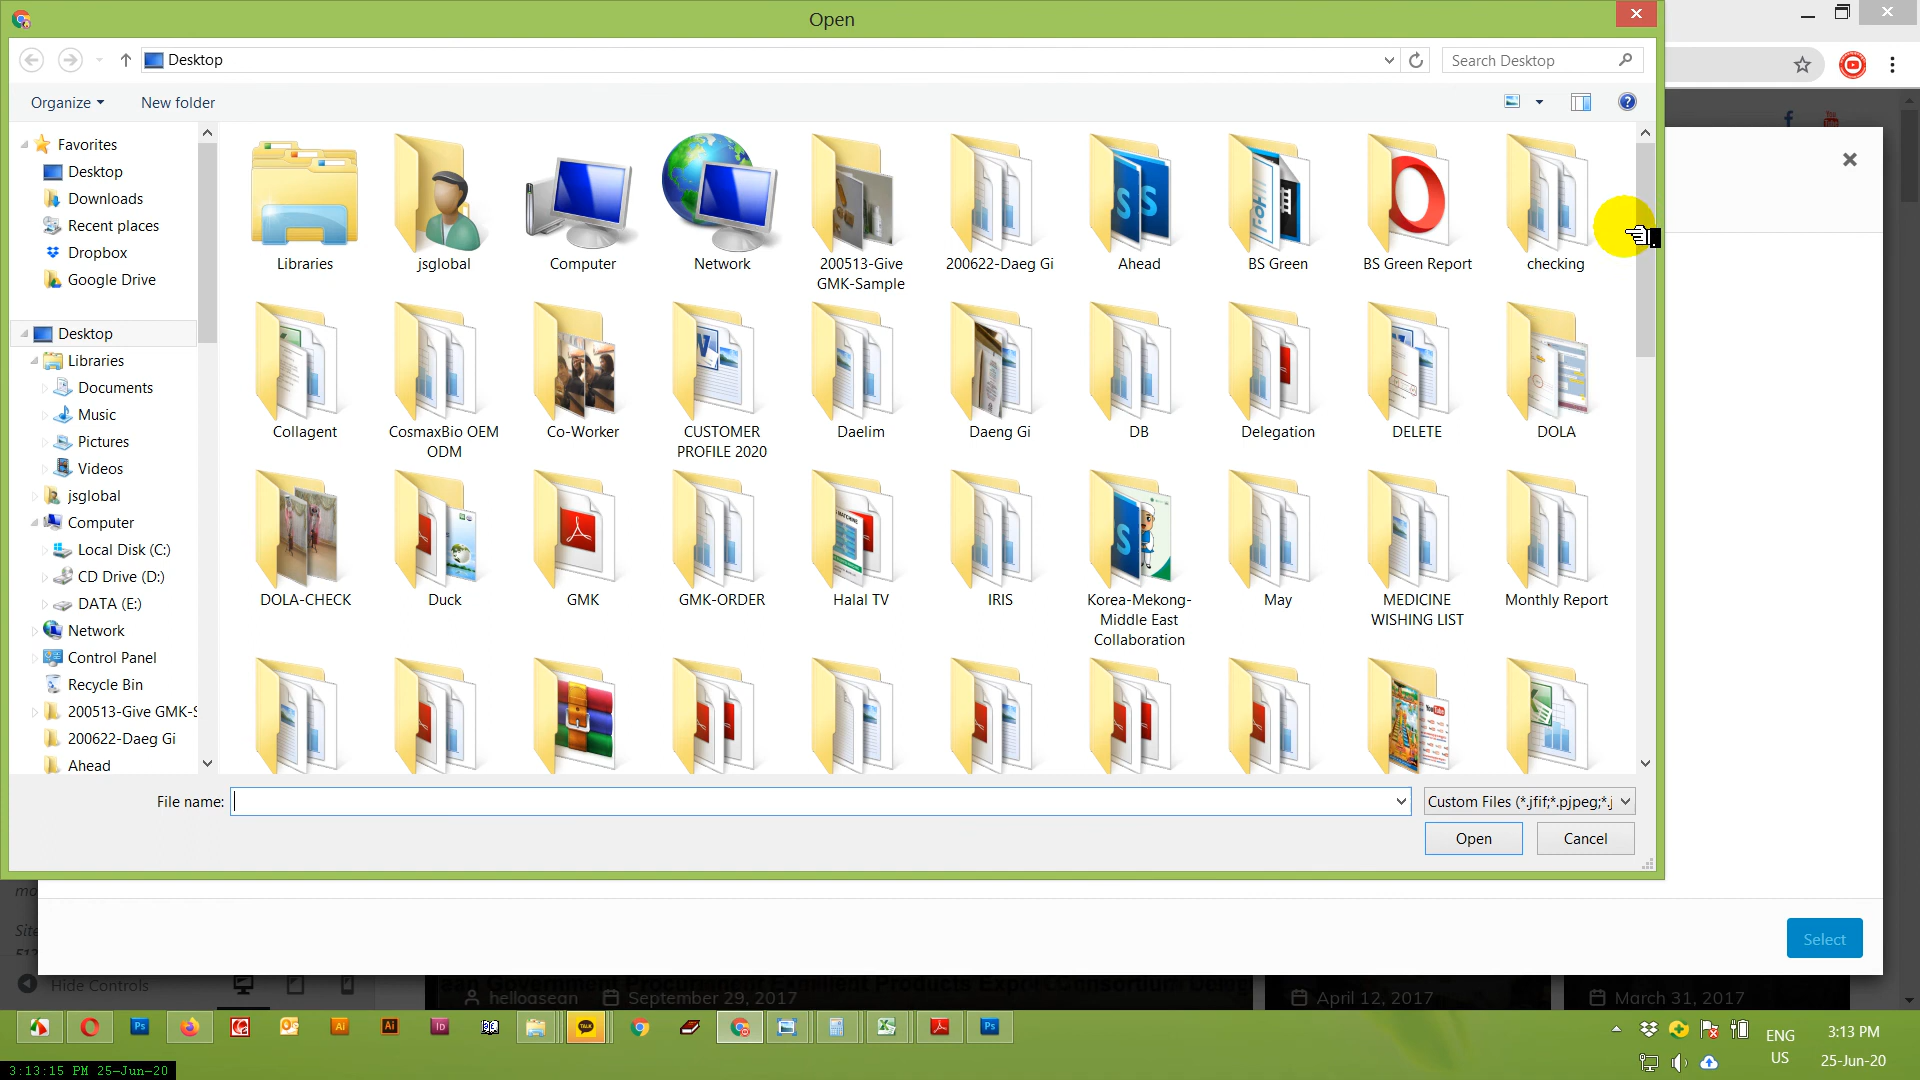 Open
Desktop
Search Desktop
Organize
New folder
Favorites
Desktop
Downloads
Recent places
Dropbox
Google Drive
Desktop
Libraries
Documents
Music
Pictures
Videos
jsglobal
Computer
Local Disk (C:)
CD Drive (D:)
DATA (E:)
Network
Control Panel
Recycle Bin
200513-Give GMK-S
200622-Daeg Gi
Ahead
Libraries
jsglobal
Computer
Network
200513-Give
GMK-Sample
200622-Daeg Gi
Ahead
BS Green
BS Green Report
checking
Collagent
CosmaxBio OEM
ODM
Co-Worker
CUSTOMER
PROFILE 2020
Daelim
Daeng Gi
DB
Delegation
DELETE
DOLA
DOLA-CHECK
Duck
GMK
GMK-ORDER
Halal TV
IRIS
Korea-Mekong-
Middle East
Collaboration
May
MEDICINE
WISHING LIST
Monthly Report
File name:
Custom Files (*.jfif;*.pjpeg;*.j
Open
Cancel
Select
Hide Controls
helloasean
September 29, 2017
April 12, 2017
March 31, 2017
ENG
US
3:13 PM
25-Jun-20
3:13:15 PM 25-Jun-20